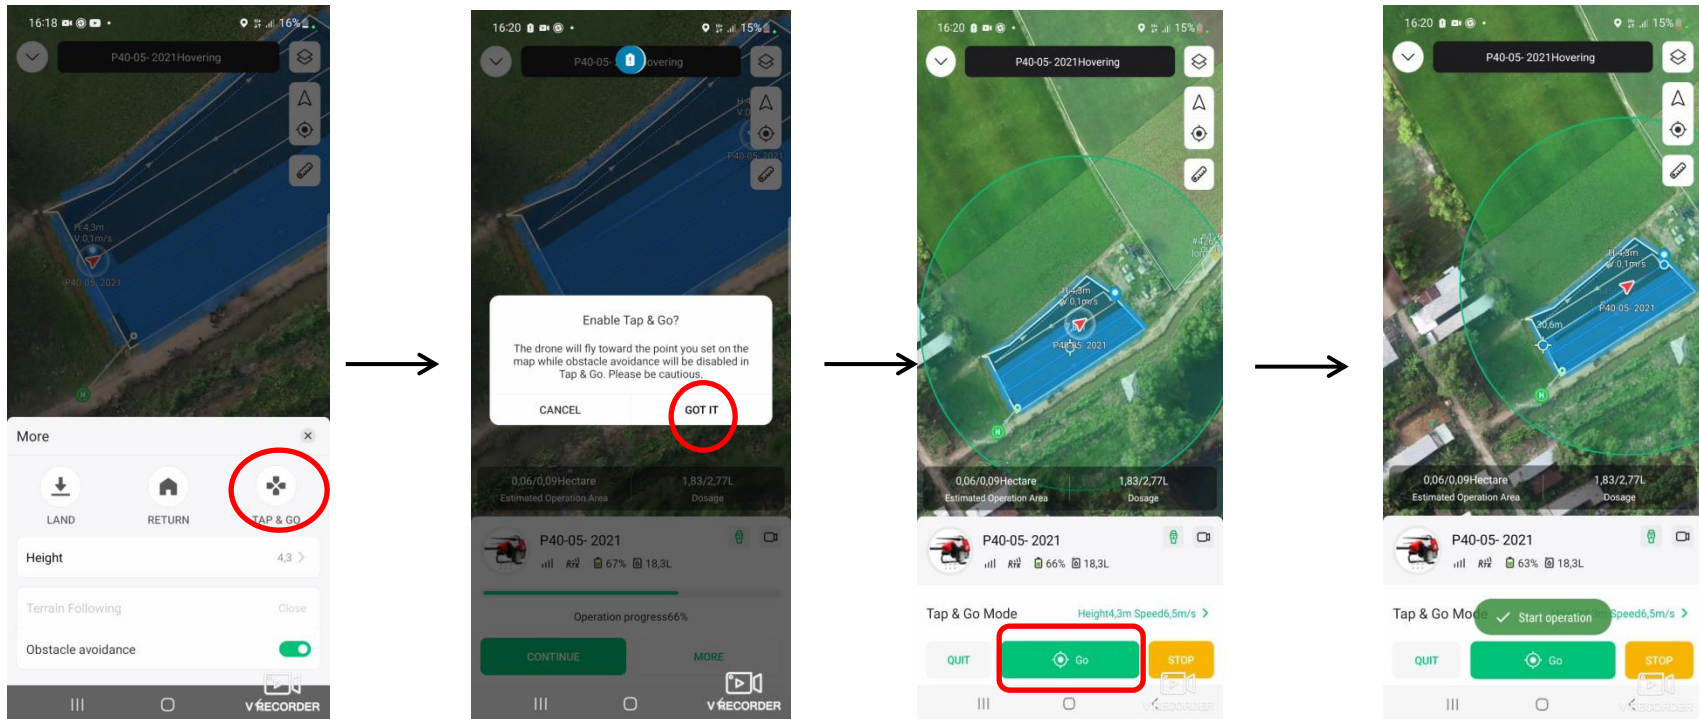 16:18
16%
P40-05- 2021Hovering
H:4,3m
V:0,1m/s
P40-05- 2021
H
More
LAND
RETURN
TAP & GO
Height
4,3 >
Terrain Following
Close
Obstacle avoidance
V RECORDER
16:20
15%
P40-05-
overing
P40-05- 2021
Enable Tap & Go?
The drone will fly toward the point you set on the
map while obstacle avoidance will be disabled in
Tap & Go. Please be cautious.
CANCEL
GOT IT
0,06/0,09Hectare
1,83/2,77L
Estimated Operation Area
Dosage
P40-05- 2021
RTK
67%
18,3L
Operation progress66%
CONTINUE
MORE
V RECORDER
16:20
15%
P40-05- 2021Hovering
H:4,3m
V:0,1m/s
P40-05- 2021
H
0,06/0,09Hectare
1,83/2,77L
Estimated Operation Area
Dosage
P40-05- 2021
RTK
66%
18,3L
Tap & Go Mode
Height4,3m Speed6,5m/s >
QUIT
Go
STOP
V RECORDER
16:20
15%
P40-05- 2021Hovering
H:4,3m
V:0,1m/s
P40-05- 2021
30,6m
H
0,06/0,09Hectare
1,83/2,77L
Estimated Operation Area
Dosage
P40-05- 2021
RTK
63%
18,3L
Tap & Go Mode
Start operation
Speed6,5m/s >
QUIT
Go
STOP
V RECORDER